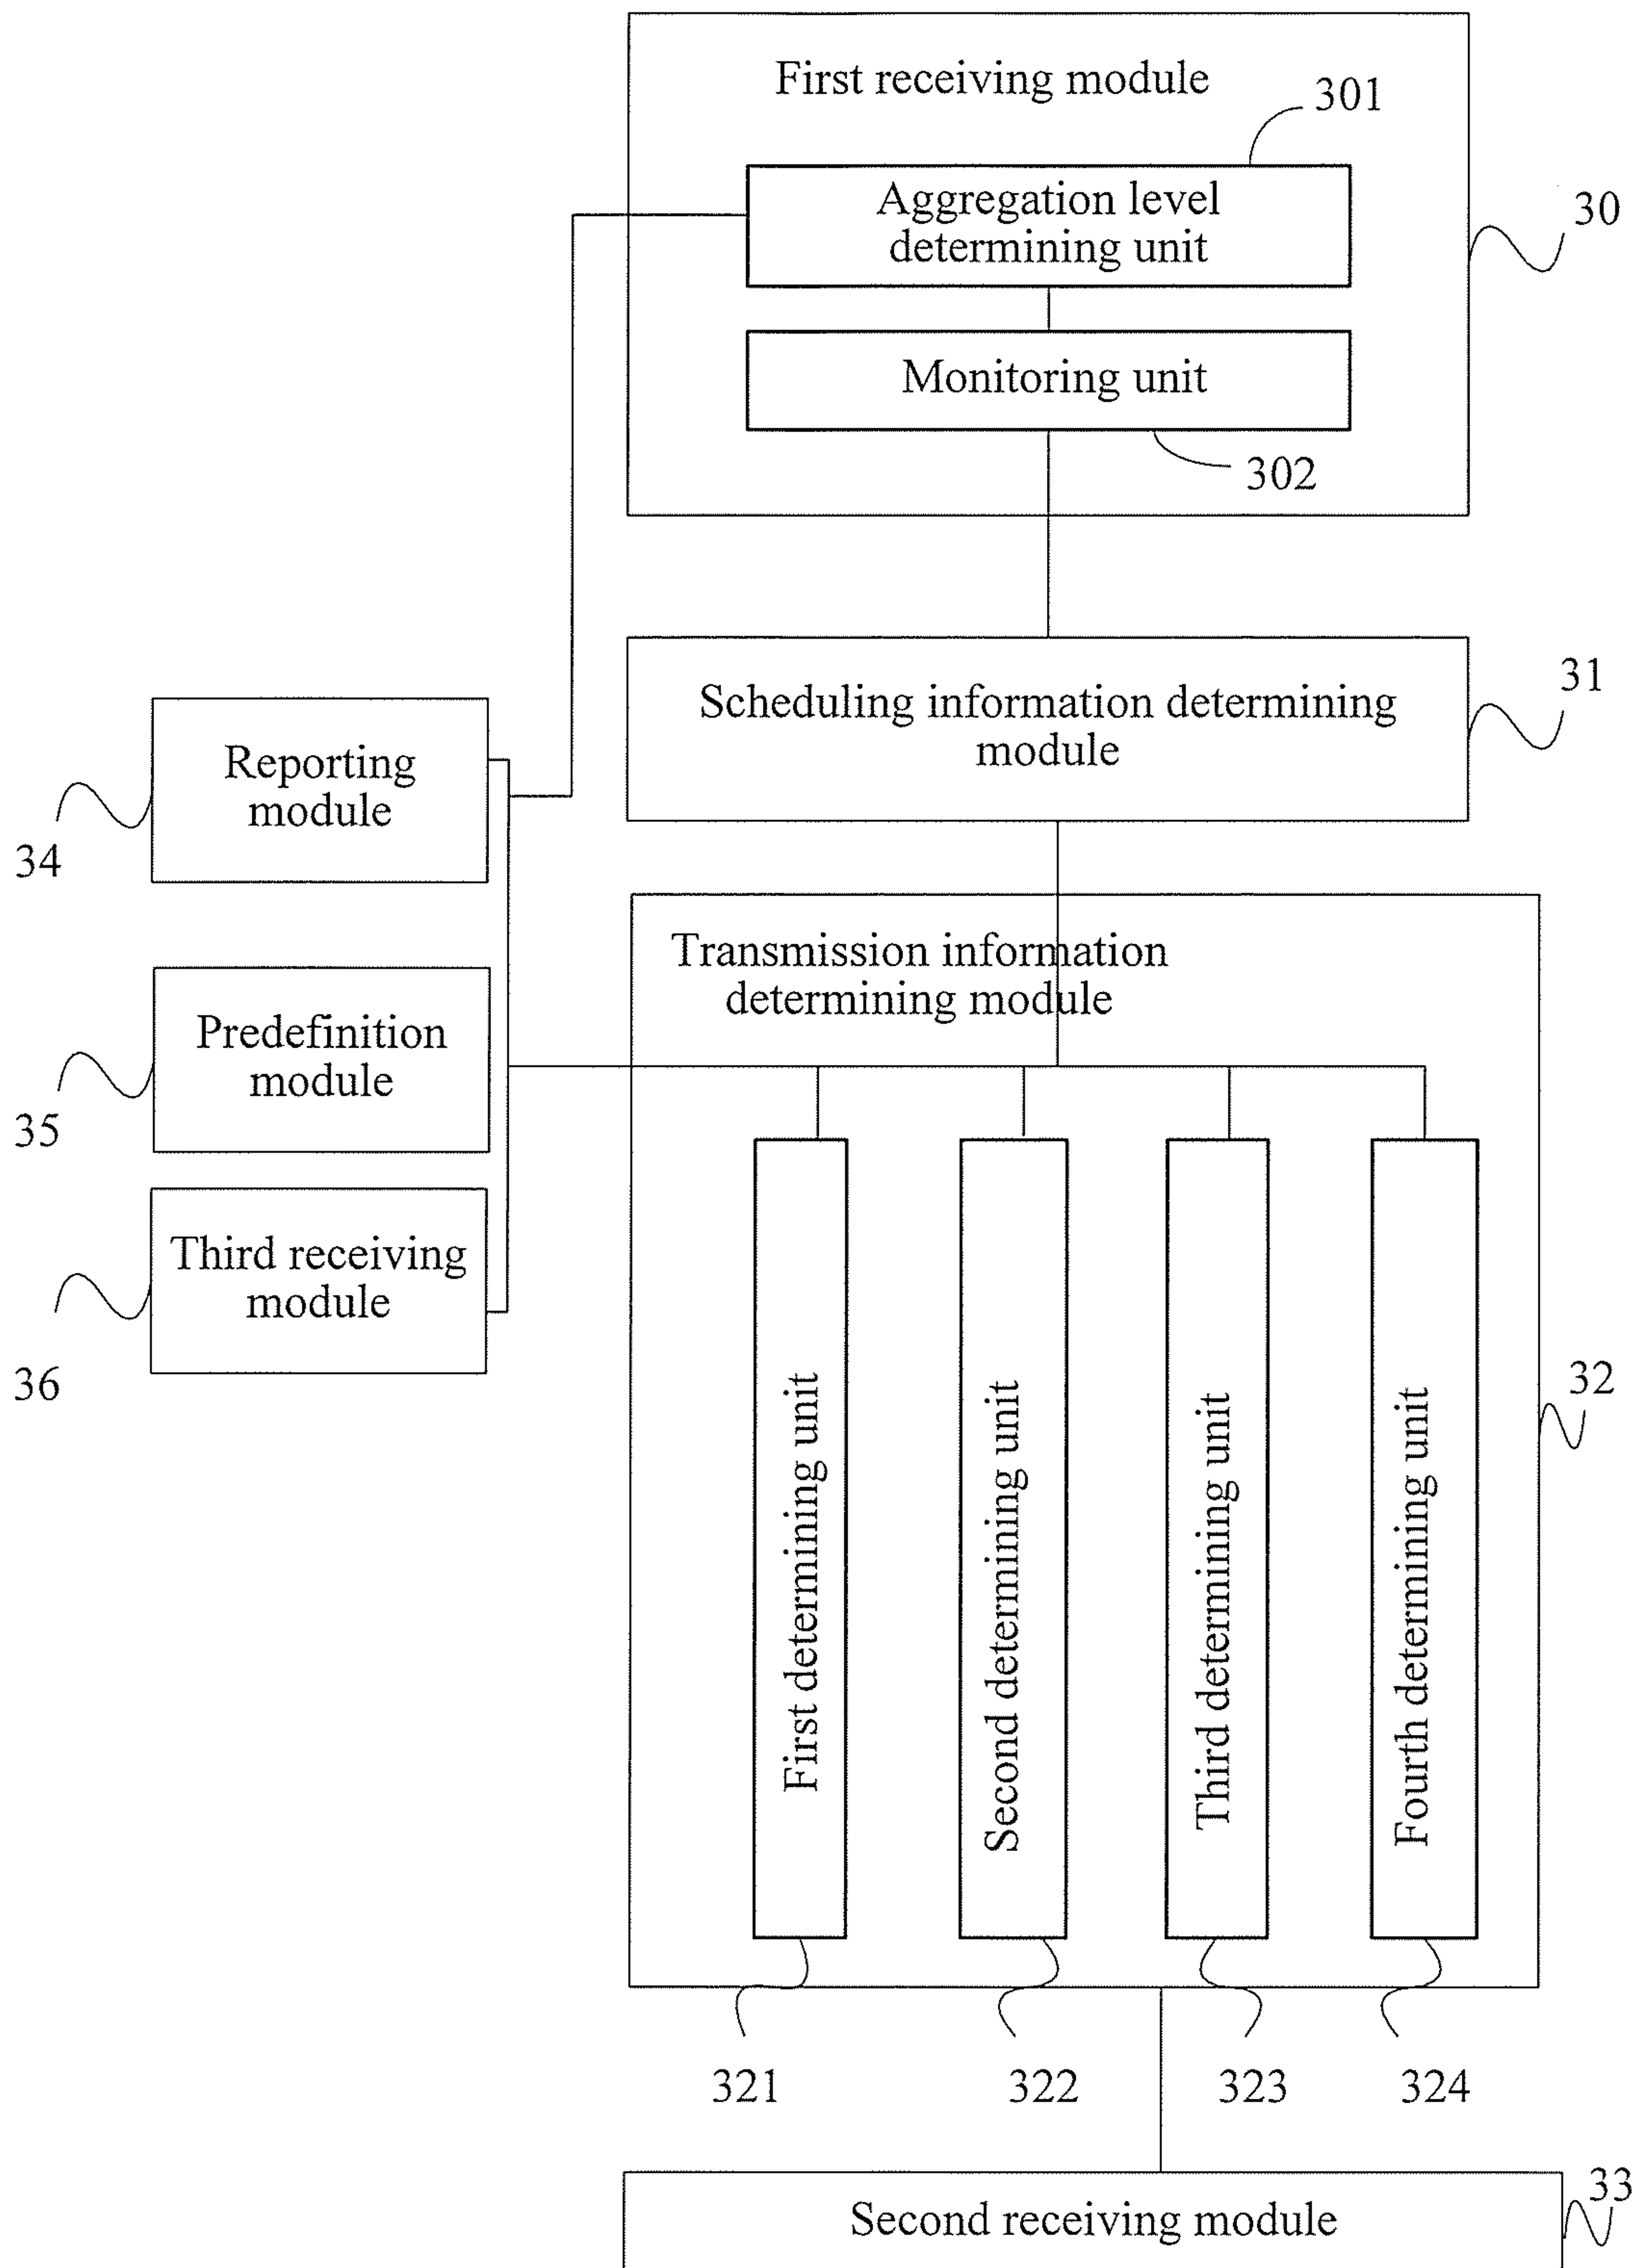 First receiving module
301
Aggregation level
determining unit
30
Monitoring unit
302
Scheduling information determining
module
31
Reporting
module
34
Transmission information
determining module
Predefinition
module
35
Third receiving
module
36
32
First determining unit
Second determining unit
Third determining unit
Fourth determining unit
321
322
323
324
Second receiving module
33